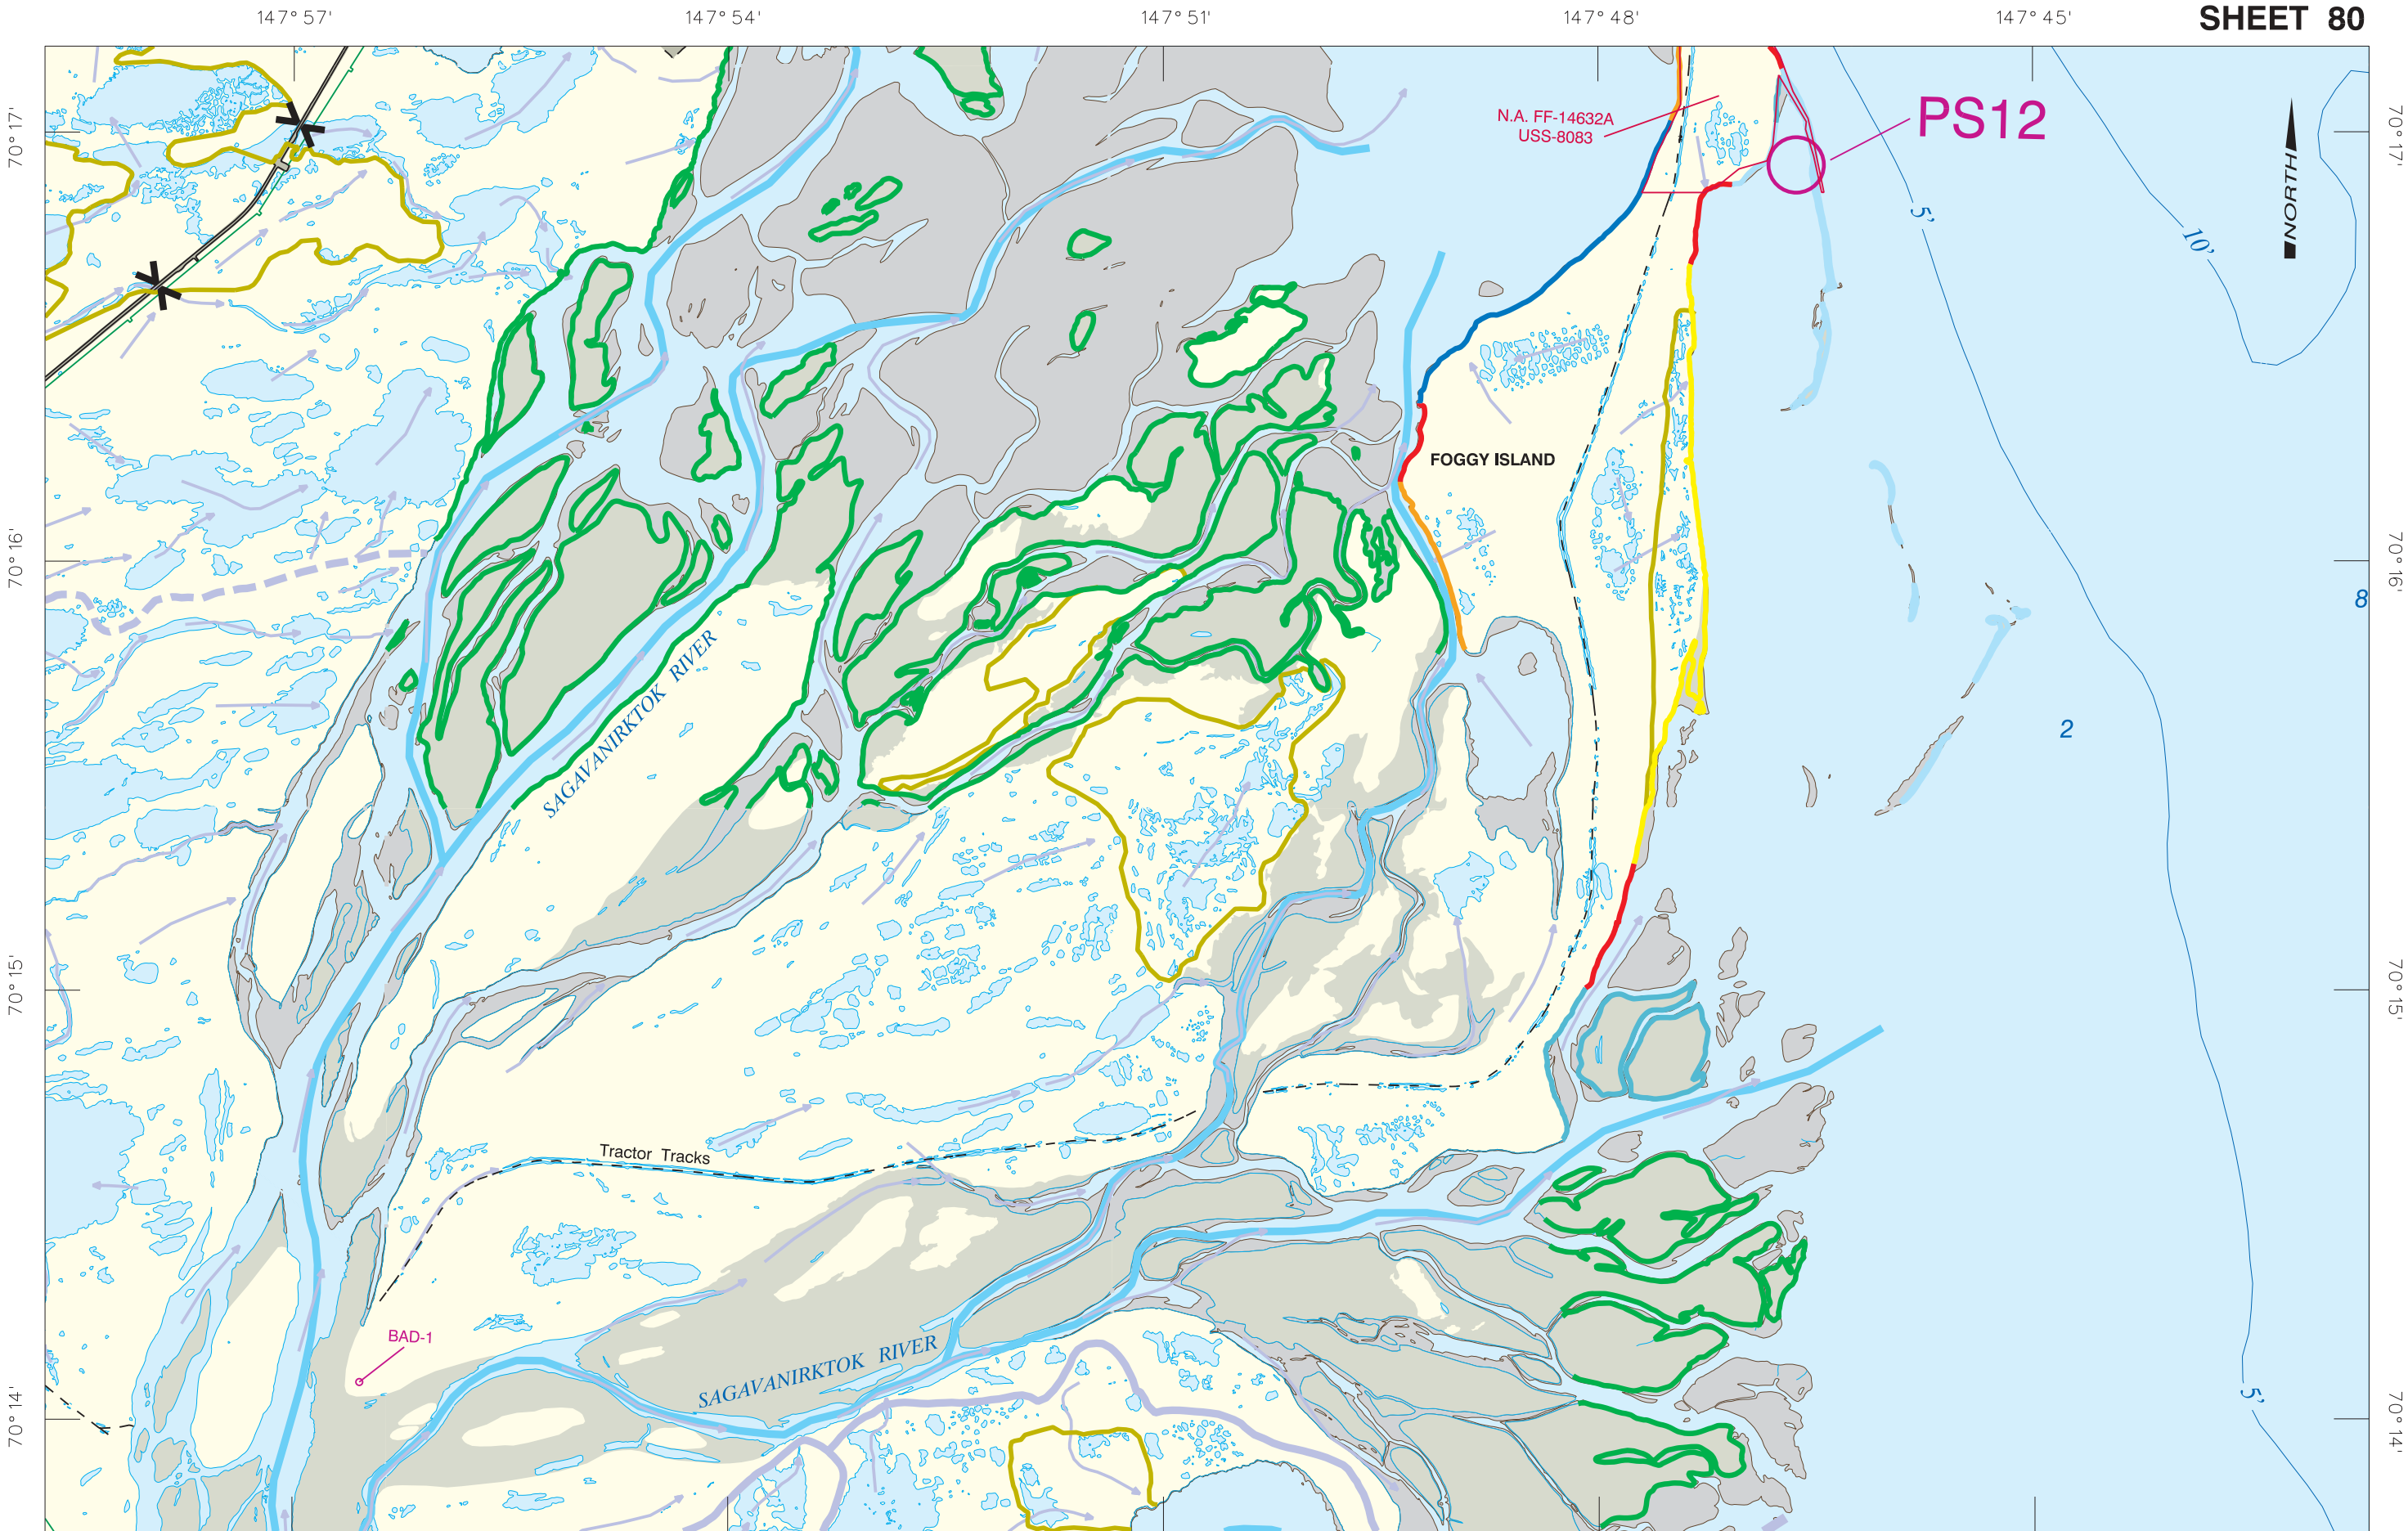 147° 57'
147° 54'
147° 51'
147° 48'
147° 45'
SHEET 80
70° 17'
N.A. FF-14632A
USS-8083
PS12
70° 17'
NORTH
5'
10'
FOGGY ISLAND
70° 16'
70° 16'
8
SAGAVANIRKTOK RIVER
2
70° 15'
70° 15'
Tractor Tracks
BAD-1
SAGAVANIRKTOK RIVER
5'
70° 14'
70° 14'